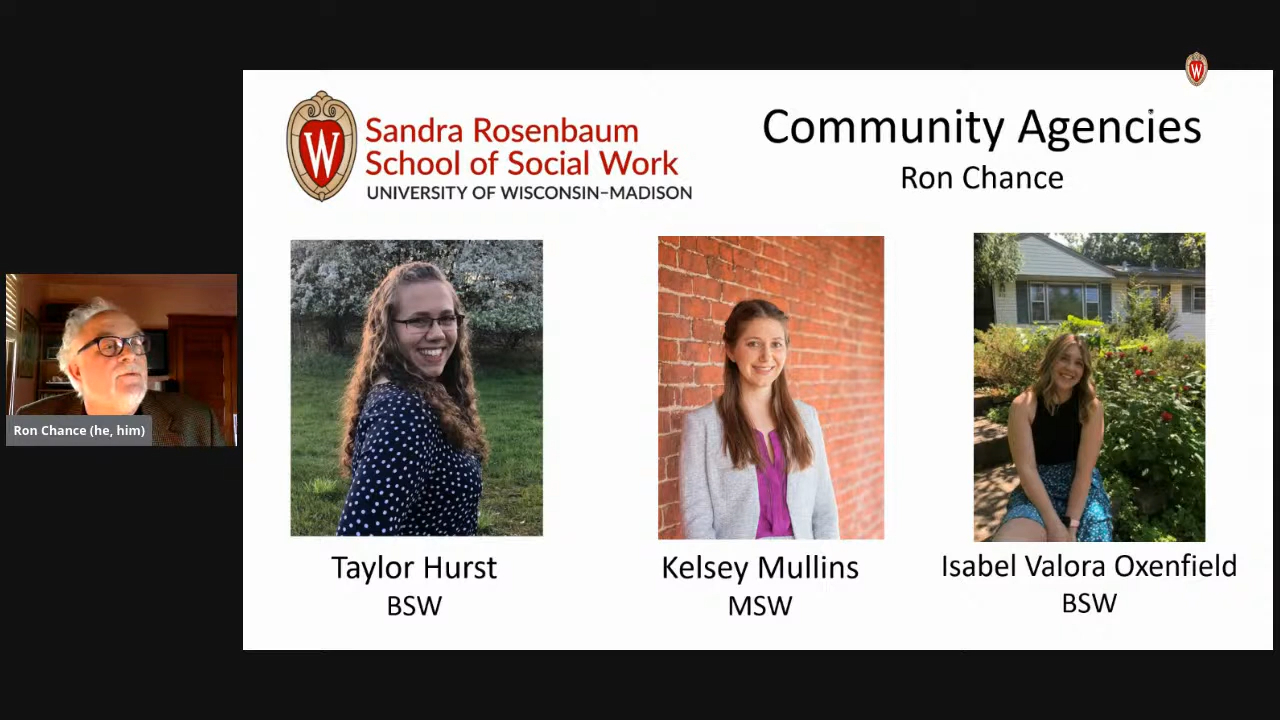 W
W
Sandra Rosenbaum
School of Social Work
UNIVERSITY OF WISCONSIN–MADISON
Community Agencies
Ron Chance
Ron Chance (he, him)
Taylor Hurst
BSW
Kelsey Mullins
MSW
Isabel Valora Oxenfield
BSW